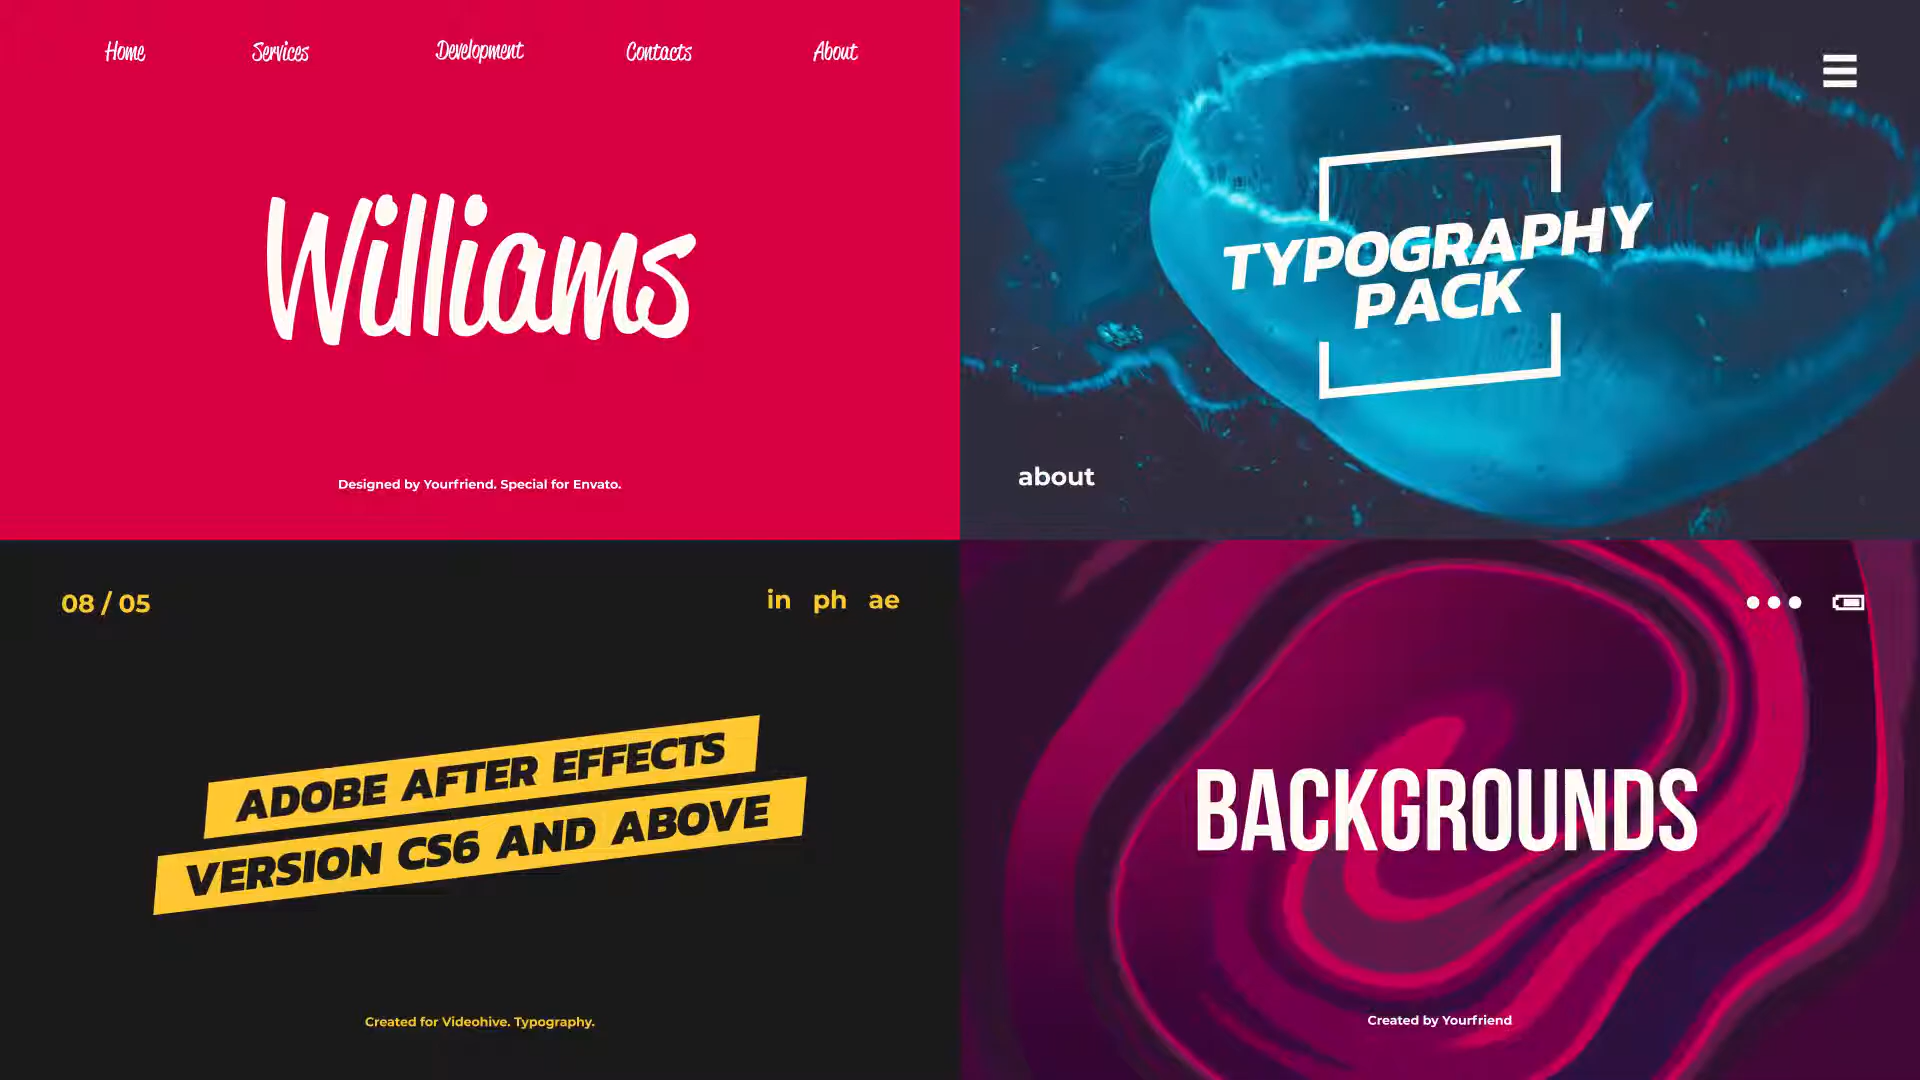 Home Services Development Contacts About
Williams
Designed by Yourfriend. Special for Envato.
TYPOGRAPHY
PACK
about
08 / 05
in ph ae
ADOBE AFTER EFFECTS
VERSION CS6 AND ABOVE
Created for Videohive. Typography.
BACKGROUNDS
Created by Yourfriend